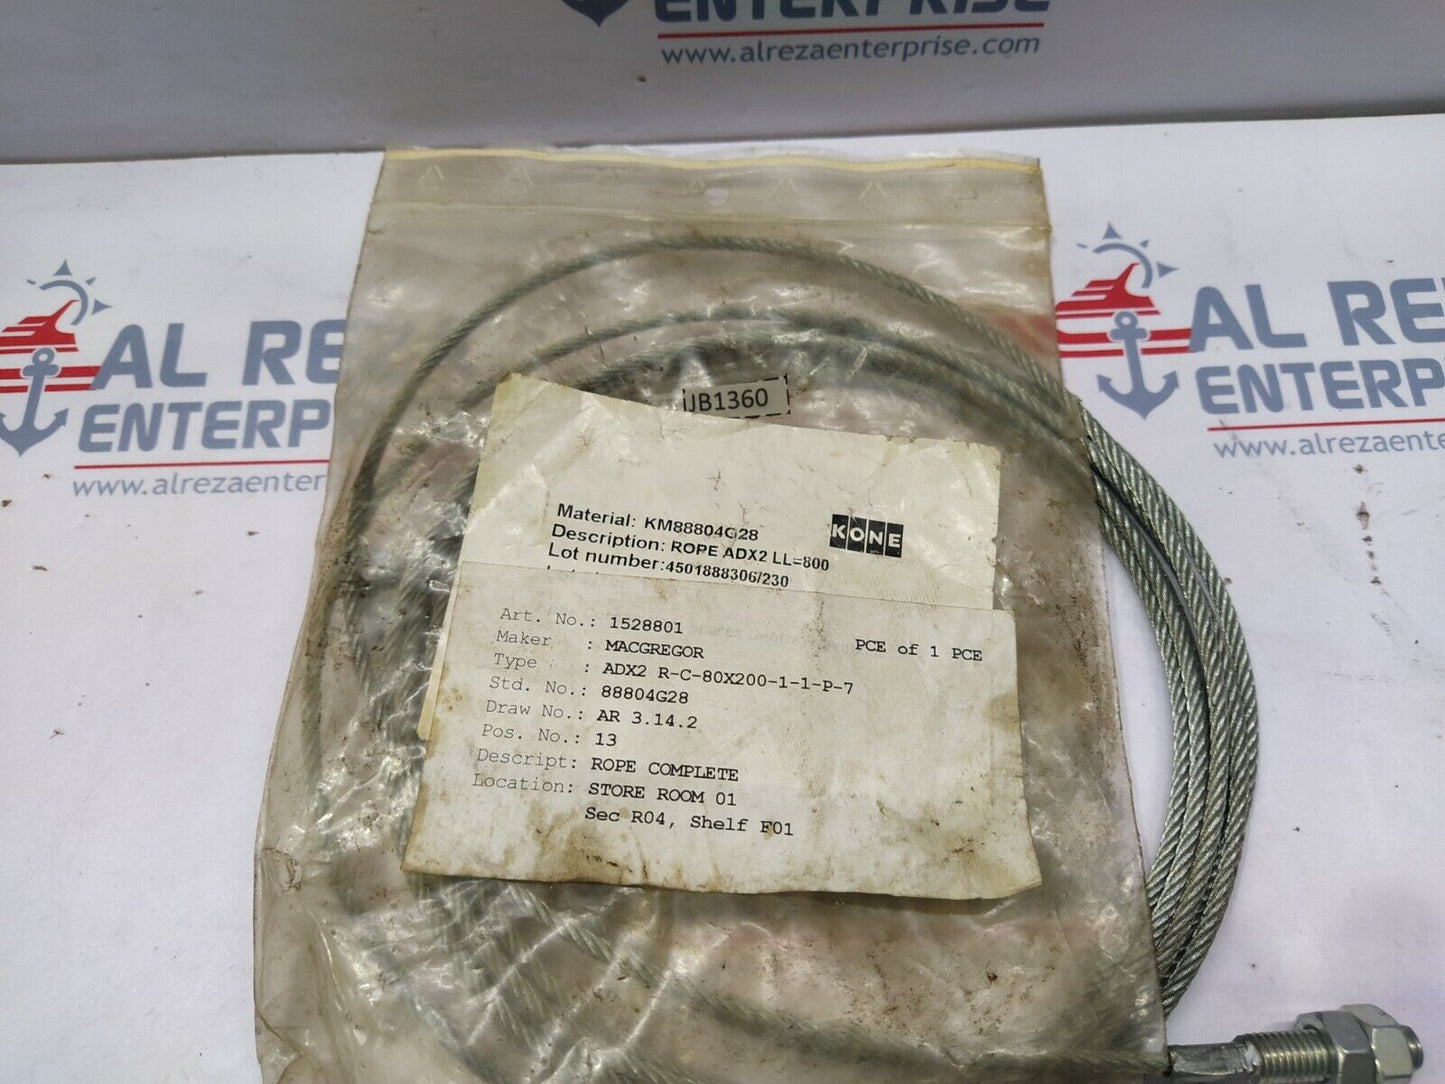 ENTERPRISE
www.alrezaenterprise.com
AL RE
ENTERP
www.alrezaenter
AL RE
ENTER
www.alrezaente
JB1360
KONE
Material: KM88804G28
Description: ROPE ADX2 LL=800
Lot number:4501888306/230
PCE of 1 PCE
Art. No.: 1528801
Maker : MACGREGOR
Type : ADX2 R-C-80X200-1-1-P-7
Std. No.: 88804G28
Draw No.: AR 3.14.2
Pos. No.: 13
Descript: ROPE COMPLETE
Location: STORE ROOM 01
Sec R04, Shelf F01